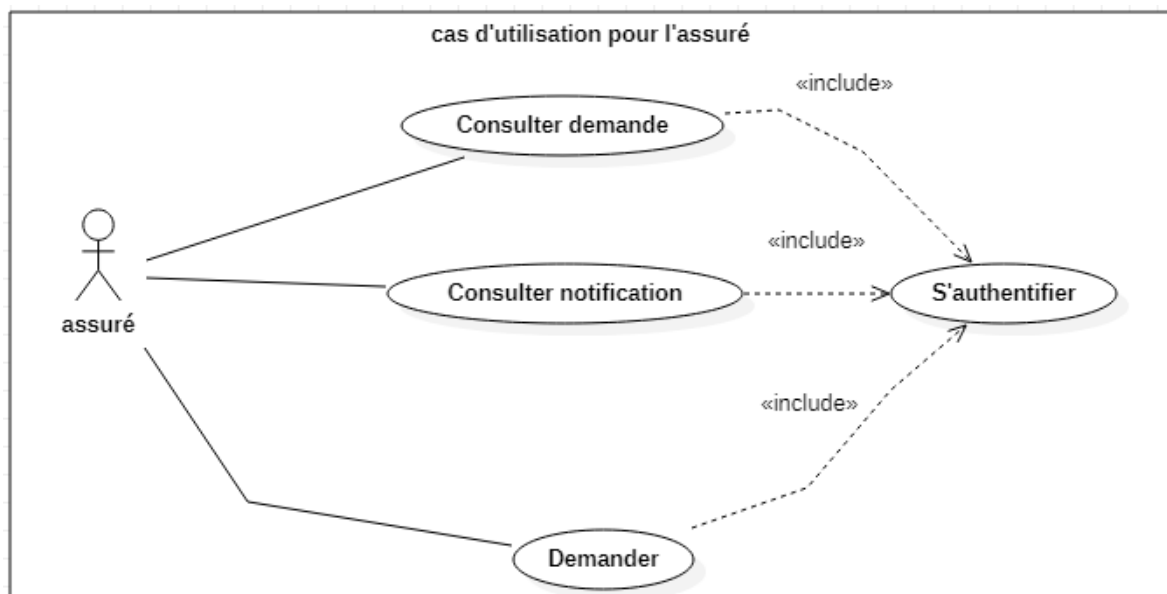 cas d'utilisation pour l'assuré
«include»
Consulter demande
«include»
Consulter notification
S'authentifier
assuré
«include»
Demander